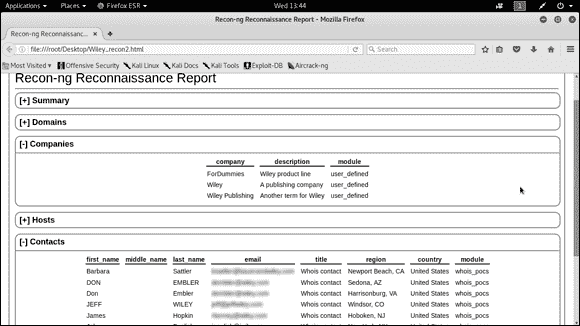 Applications ▾ Places ▾ Firefox ESR ▾ Wed 13:44 1
Recon-ng Reconnaissance Report - Mozilla Firefox
Recon-ng Reconnaissance... ×
file:///root/Desktop/Wiley...recon2.html Search
Most Visited ▾ Offensive Security Kali Linux Kali Docs Kali Tools Exploit-DB Aircrack-ng
Recon-ng Reconnaissance Report
[+] Summary
[+] Domains
[-] Companies
company description module
ForDummies Wiley product line user_defined
Wiley A publishing company user_defined
Wiley Publishing Another term for Wiley user_defined
[+] Hosts
[-] Contacts
first_name middle_name last_name email title region country module
Barbara Sattler Whois contact Newport Beach, CA United States whois_pocs
DON EMBLER Whois contact Sedona, AZ United States whois_pocs
Don Embler Whois contact Harrisonburg, VA United States whois_pocs
JEFF WILEY Whois contact Windsor, CO United States whois_pocs
James Hopkin Whois contact Hoboken, NJ United States whois_pocs